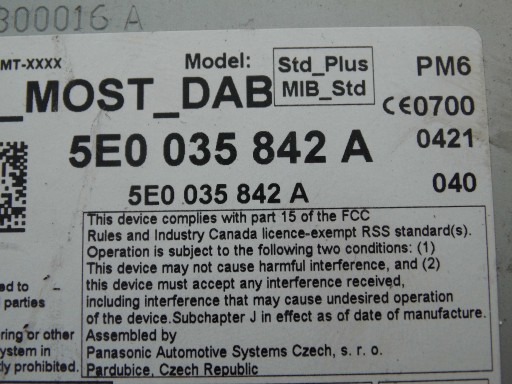 300016 A
MT-XXXX
Model: Std_Plus MIB_Std
PM6
_MOST_DAB
CE0700
5E0 035 842 A
0421
5E0 035 842 A
040
This device complies with part 15 of the FCC
Rules and Industry Canada licence-exempt RSS standard(s).
Operation is subject to the following two conditions: (1)
This device may not cause harmful interference, and (2)
this device must accept any interference received,
including interference that may cause undesired operation
of the device.Subchapter J in effect as of date of manufacture.
Assembled by
Panasonic Automotive Systems Czech, s. r. o.
Pardubice, Czech Republic
ed to
parties
ring or other
ystem in
ly prohibited.